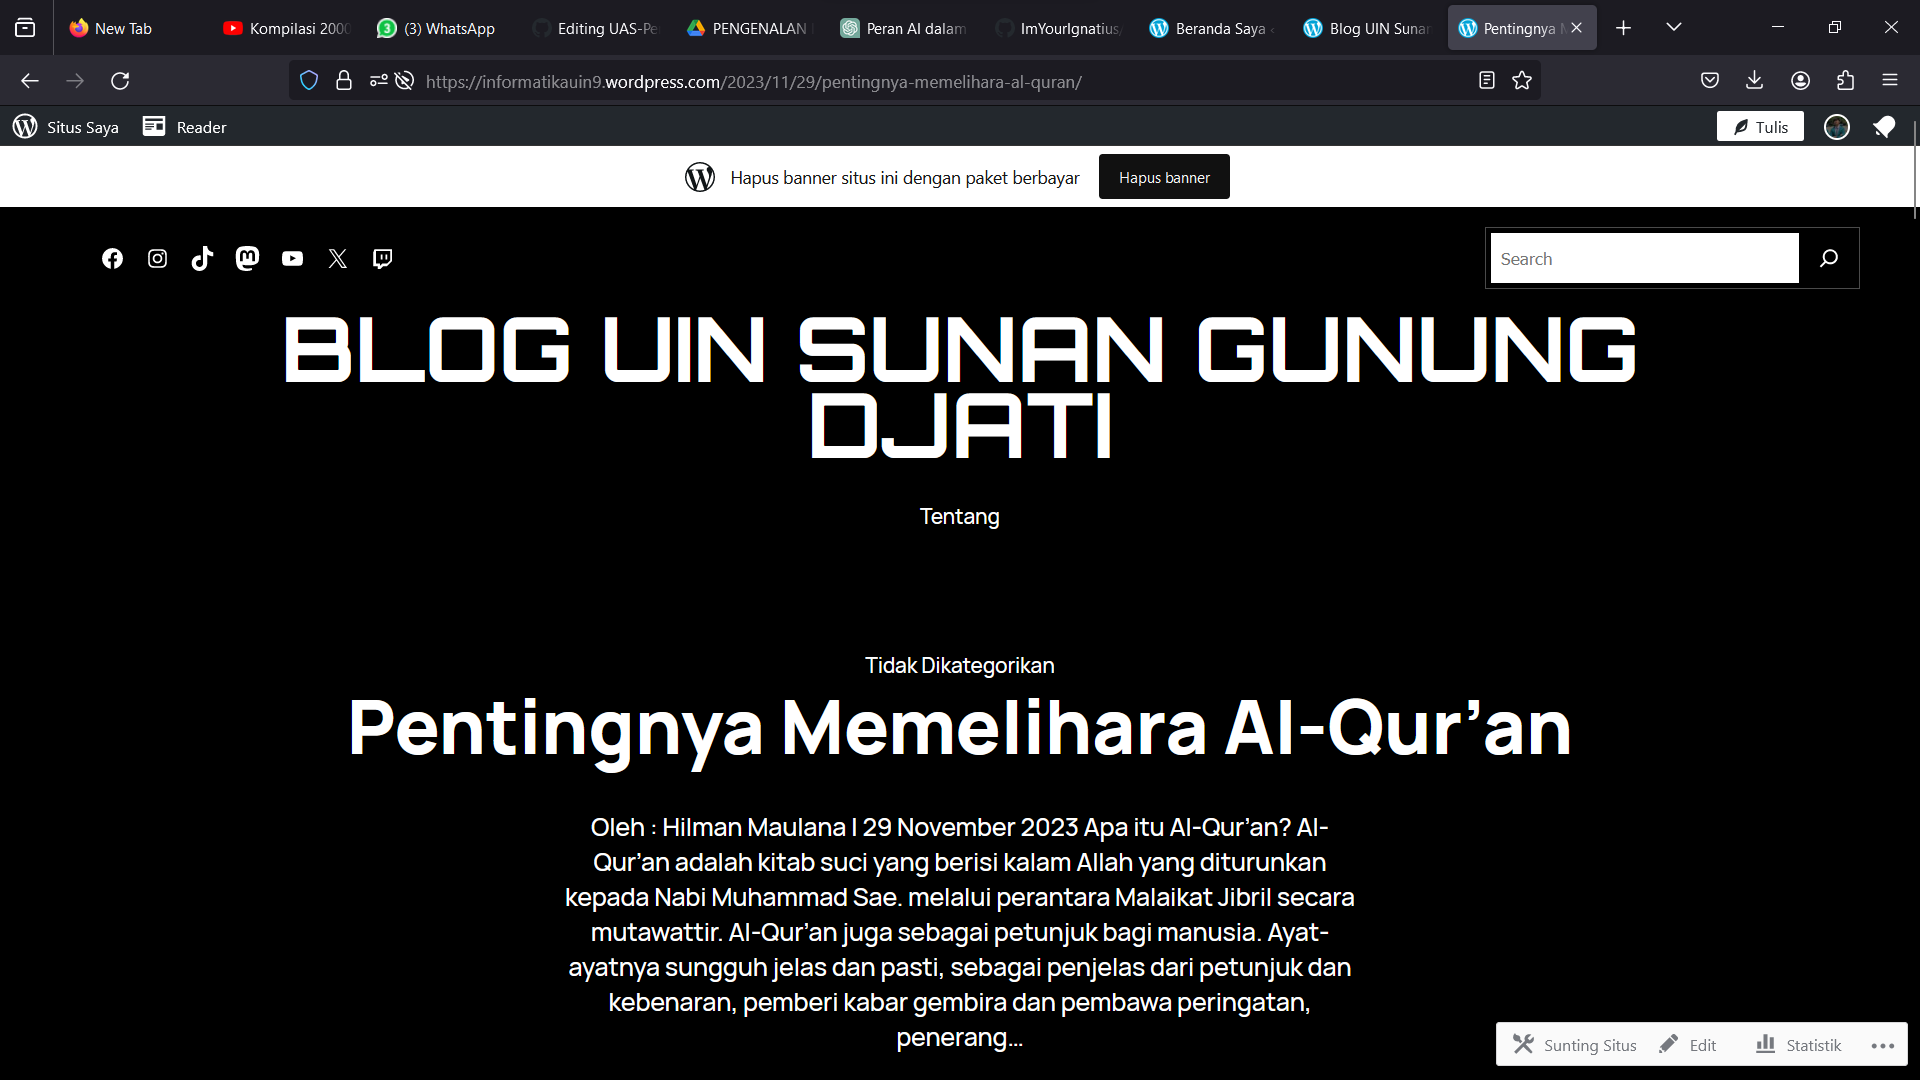 New Tab
Kompilasi 2000
(3) WhatsApp
Editing UAS-Pe
PENGENALAN
Peran AI dalam
ImYourIgnatius/
Beranda Saya
Blog UIN Sunan
Pentingnya M
https://informatikauin9.wordpress.com/2023/11/29/pentingnya-memelihara-al-quran/
Situs Saya
Reader
Tulis
Hapus banner situs ini dengan paket berbayar
Hapus banner
Search
BLOG UIN SUNAN GUNUNG
DJATI
Tentang
Tidak Dikategorikan
Pentingnya Memelihara Al-Qur’an
Oleh : Hilman Maulana | 29 November 2023 Apa itu Al-Qur’an? Al-
Qur’an adalah kitab suci yang berisi kalam Allah yang diturunkan
kepada Nabi Muhammad Sae. melalui perantara Malaikat Jibril secara
mutawattir. Al-Qur’an juga sebagai petunjuk bagi manusia. Ayat-
ayatnya sungguh jelas dan pasti, sebagai penjelas dari petunjuk dan
kebenaran, pemberi kabar gembira dan pembawa peringatan,
penerang…
Sunting Situs
Edit
Statistik